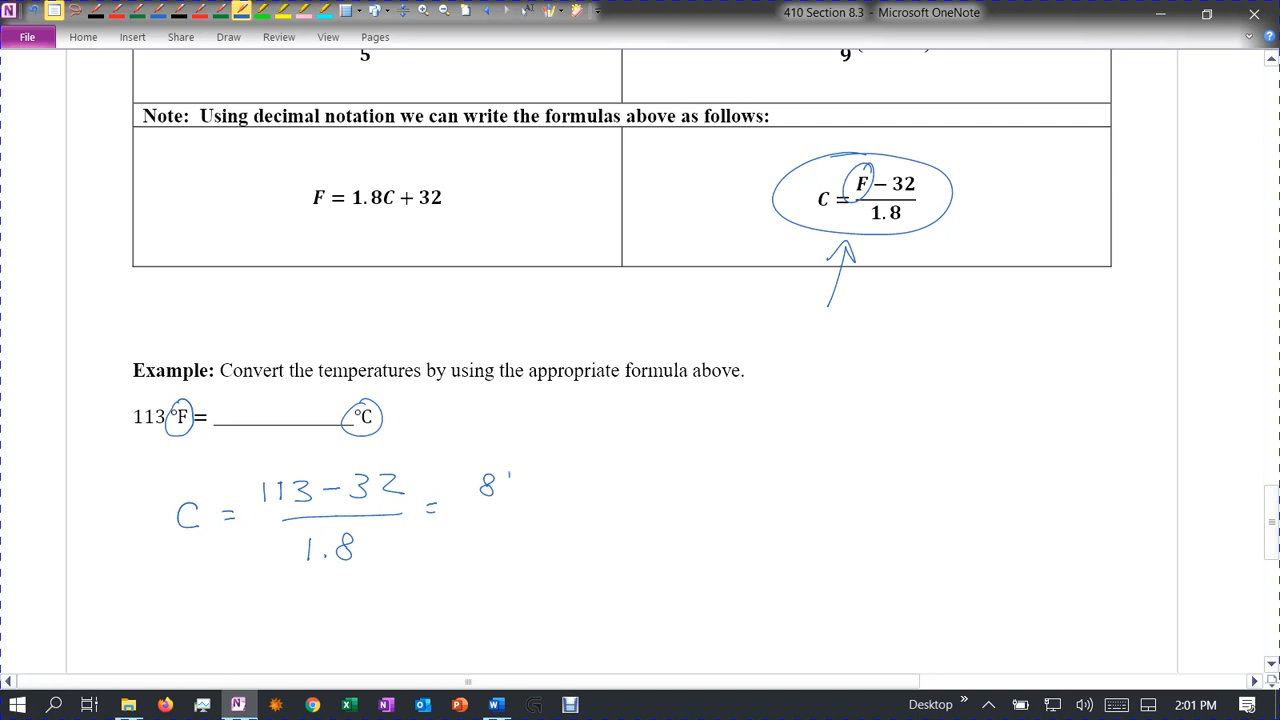 410 Section 8.3 - Microsoft OneNote
File Home Insert Share Draw Review View Pages
5 9
Note: Using decimal notation we can write the formulas above as follows:
F = 1.8C + 32
C = F − 32
1.8
Example: Convert the temperatures by using the appropriate formula above.
113 °F = ______________ °C
C = 113 − 32 = 8
1.8
Desktop 2:01 PM